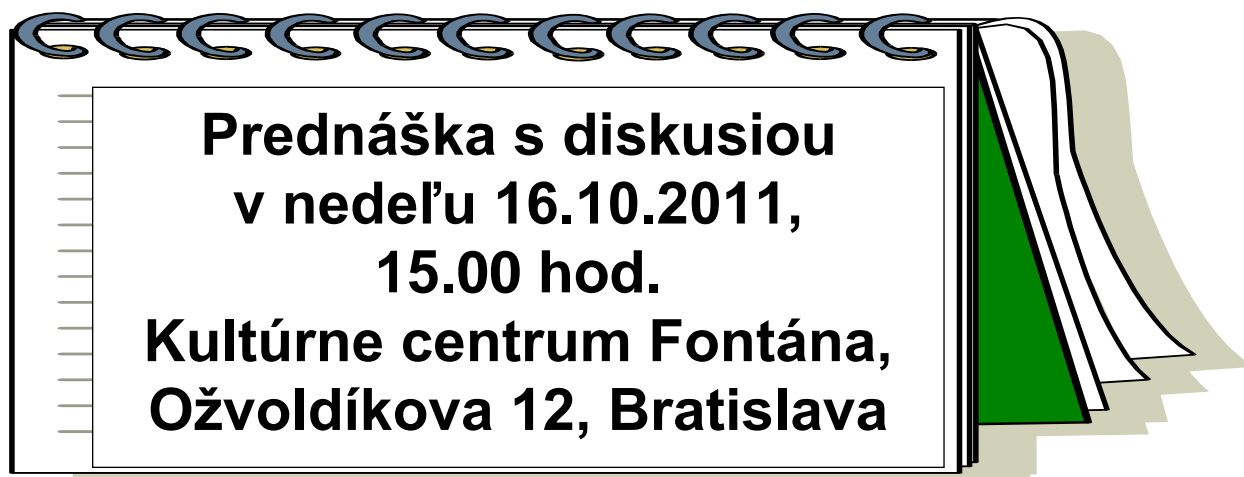 Prednáška s diskusiou
v nedeľu 16.10.2011,
15.00 hod.
Kultúrne centrum Fontána,
Ožvoldíkova 12, Bratislava